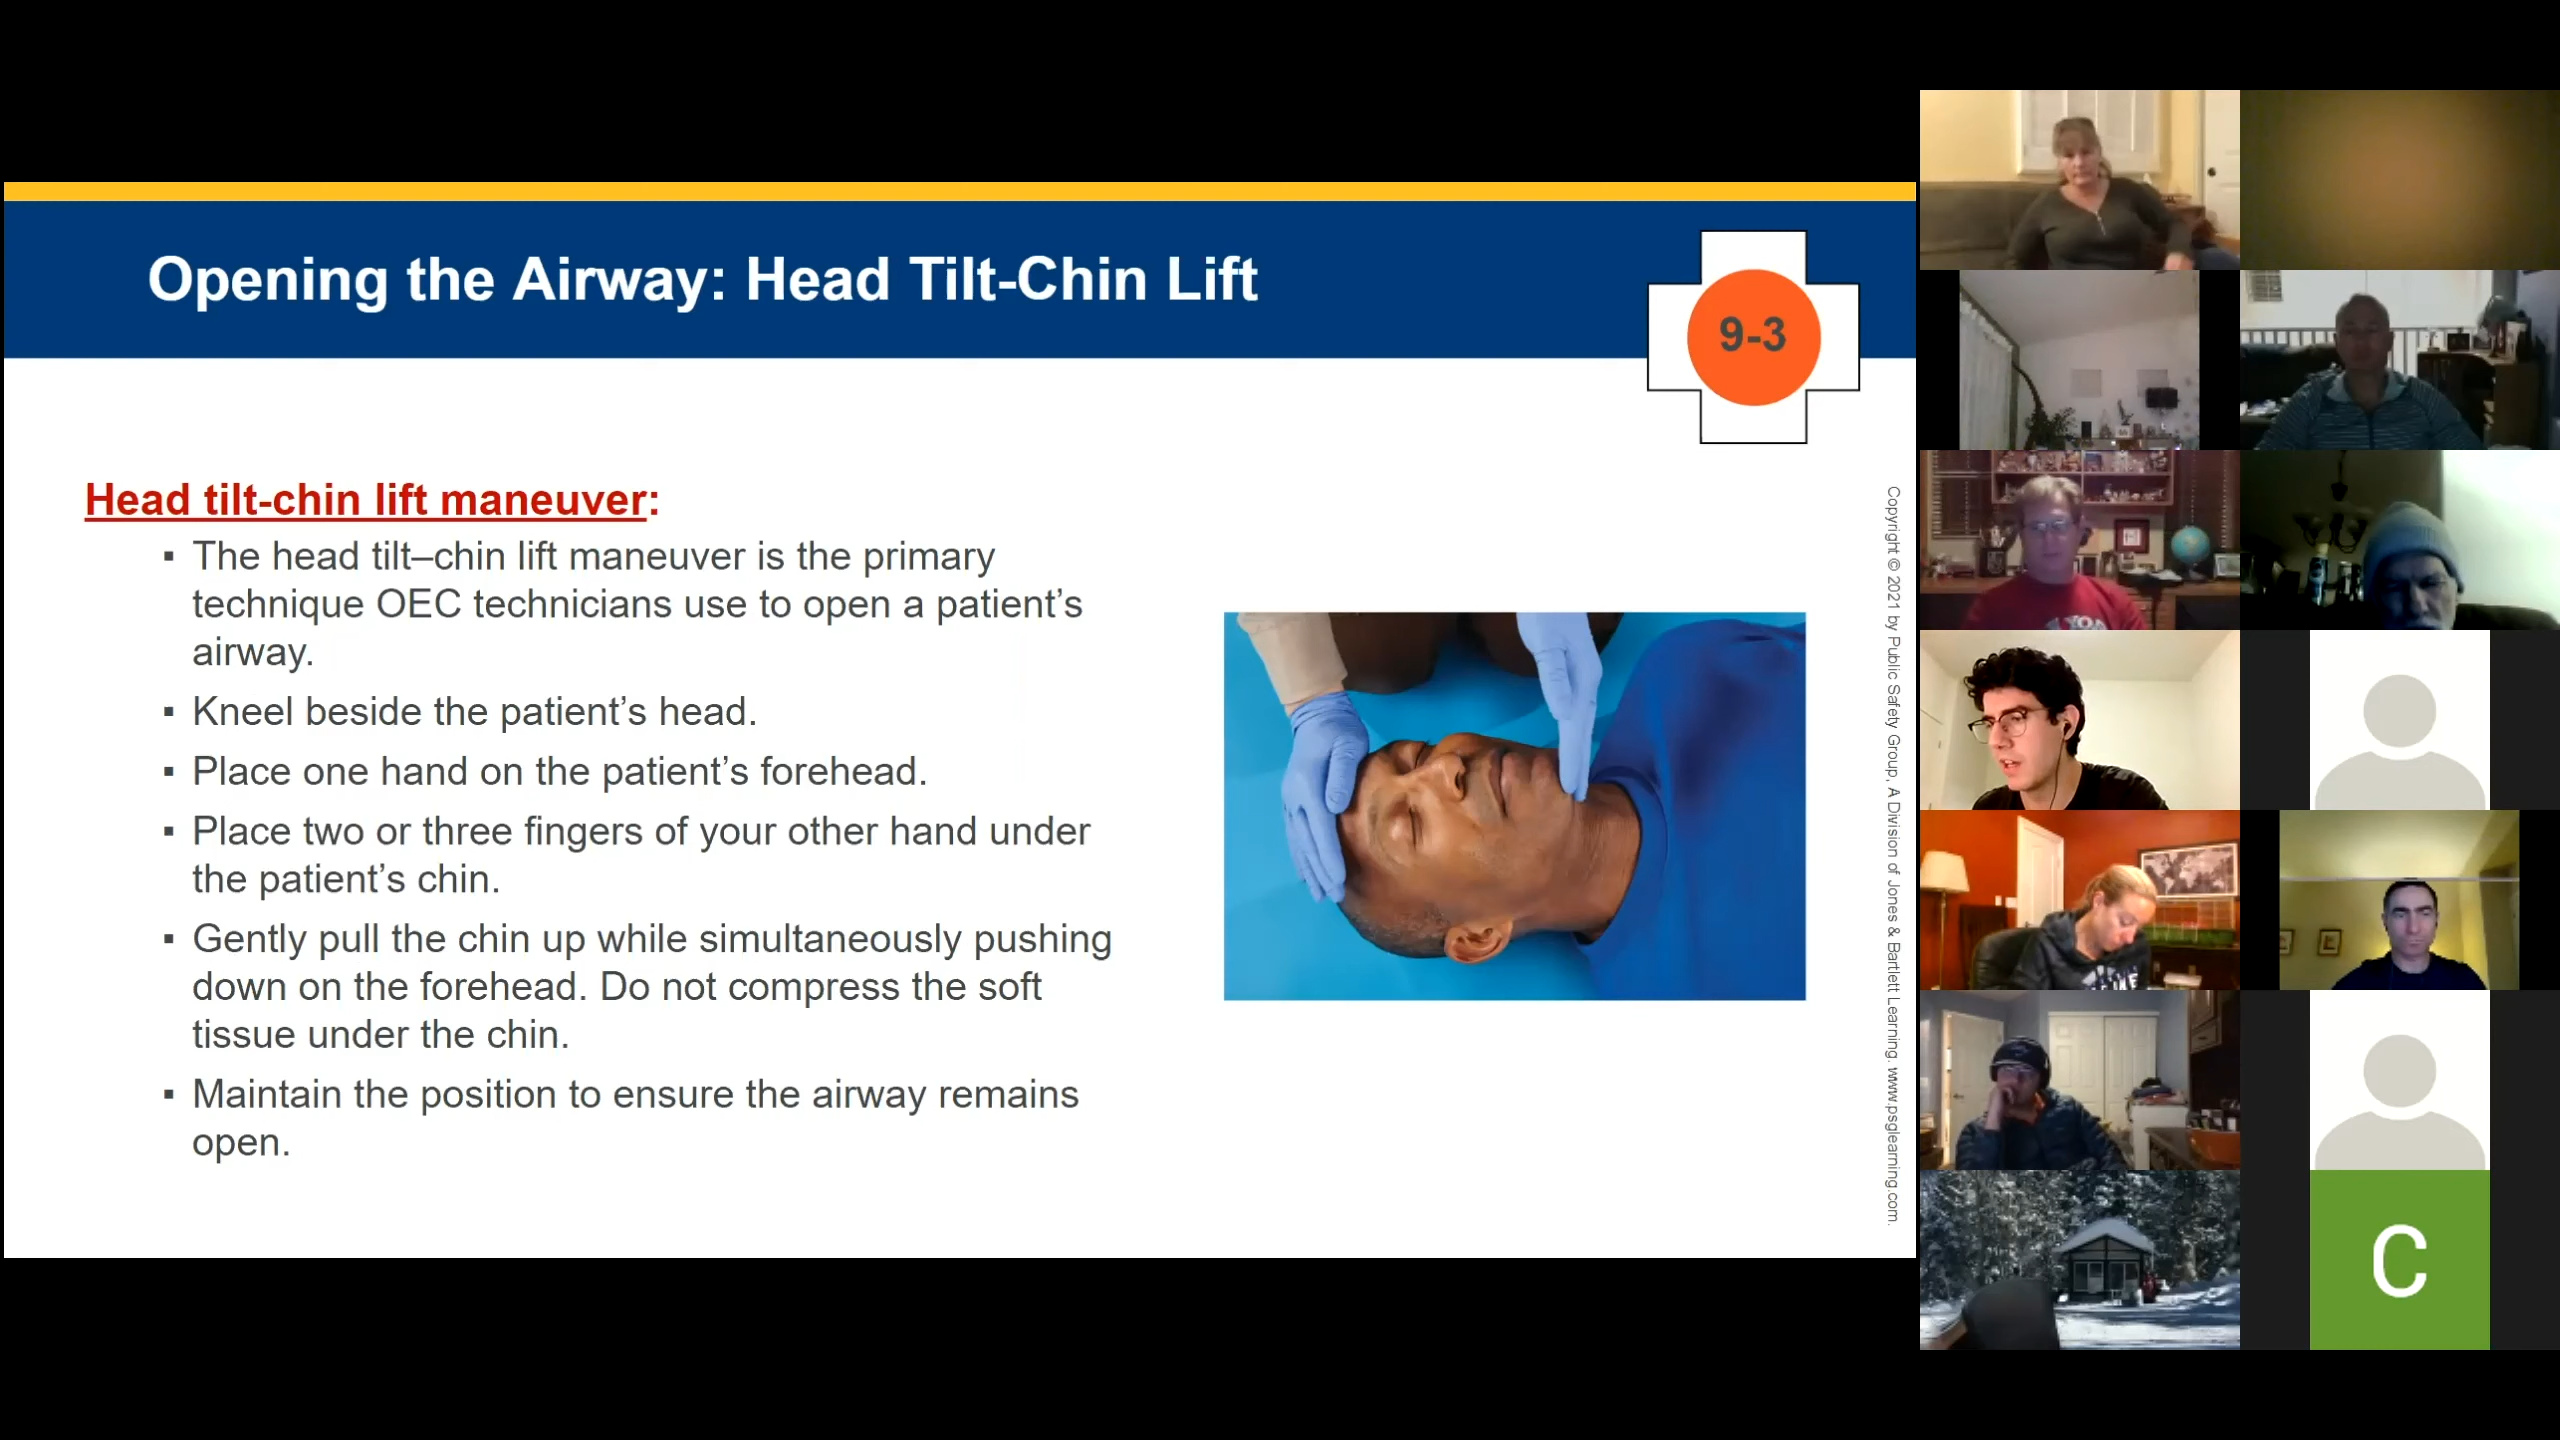 Opening the Airway: Head Tilt-Chin Lift
9-3
Head tilt-chin lift maneuver:
▪ The head tilt–chin lift maneuver is the primary
technique OEC technicians use to open a patient’s
airway.
▪ Kneel beside the patient’s head.
▪ Place one hand on the patient’s forehead.
▪ Place two or three fingers of your other hand under
the patient’s chin.
▪ Gently pull the chin up while simultaneously pushing
down on the forehead. Do not compress the soft
tissue under the chin.
▪ Maintain the position to ensure the airway remains
open.
Copyright © 2021 by Public Safety Group, A Division of Jones & Bartlett Learning. www.psglearning.com.
C